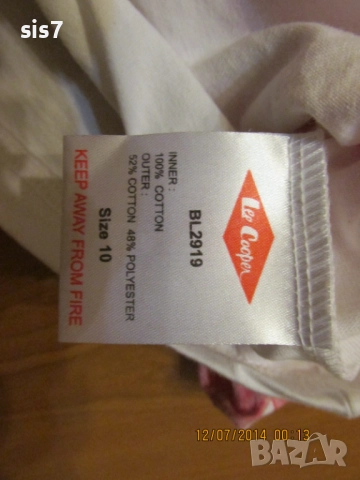 sis7
Lee Cooper
BL2919
INNER :
100% COTTON
OUTER :
52% COTTON 48% POLYESTER
Size 10
KEEP AWAY FROM FIRE
12/07/2014 00:13
BAZAR